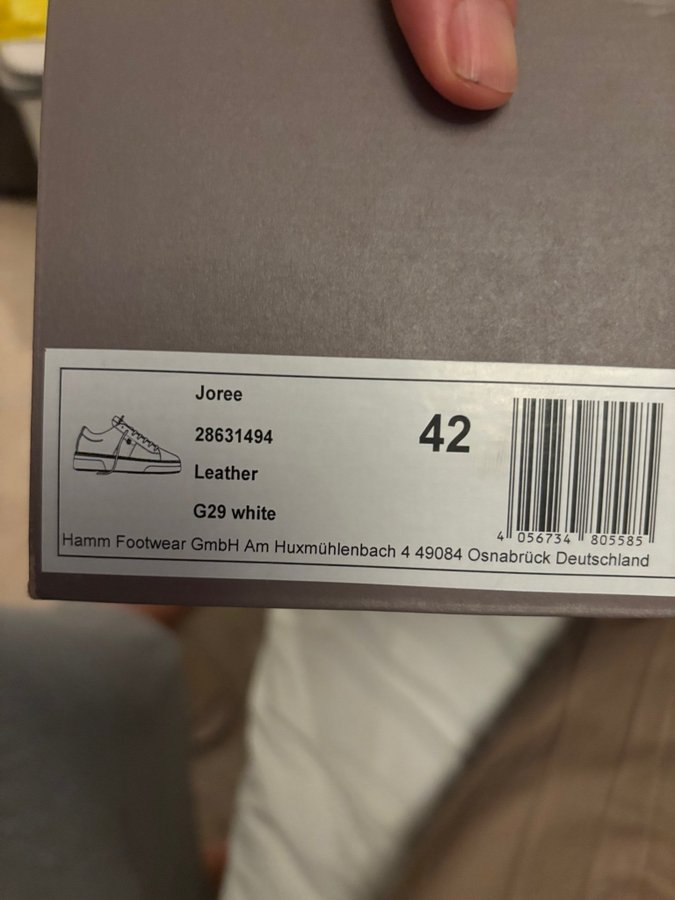 Joree
28631494
Leather
G29 white
42
4 056734 805585
Hamm Footwear GmbH Am Huxmühlenbach 4 49084 Osnabrück Deutschland